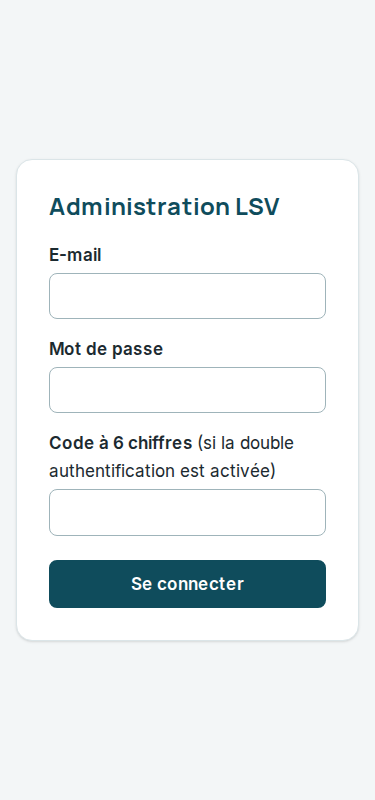 Administration LSV
E-mail
Mot de passe
Code à 6 chiffres (si la double
authentification est activée)
Se connecter